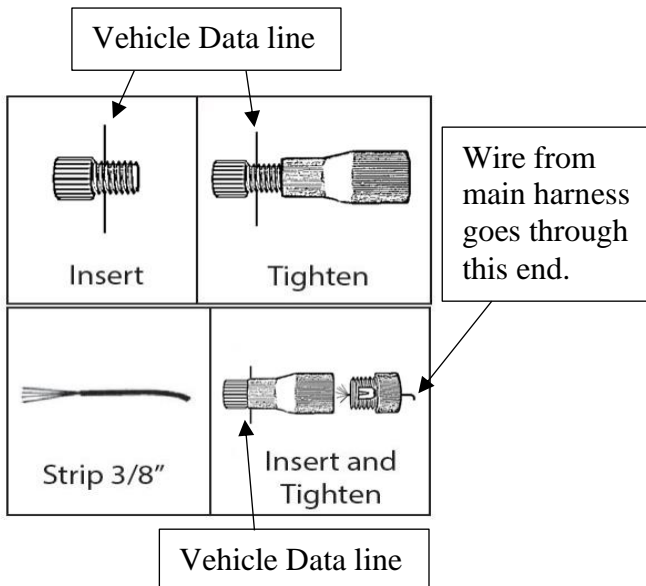 Vehicle Data line
Wire from
main harness
goes through
this end.
Insert
Tighten
Strip 3/8"
Insert and
Tighten
Vehicle Data line